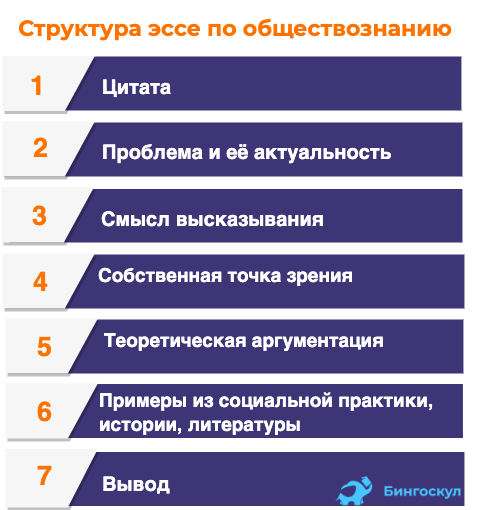 Структура эссе по обществознанию
1
Цитата
2
Проблема и её актуальность
3
Смысл высказывания
4
Собственная точка зрения
5
Теоретическая аргументация
6
Примеры из социальной практики,
истории, литературы
7
Вывод
Бингоскул